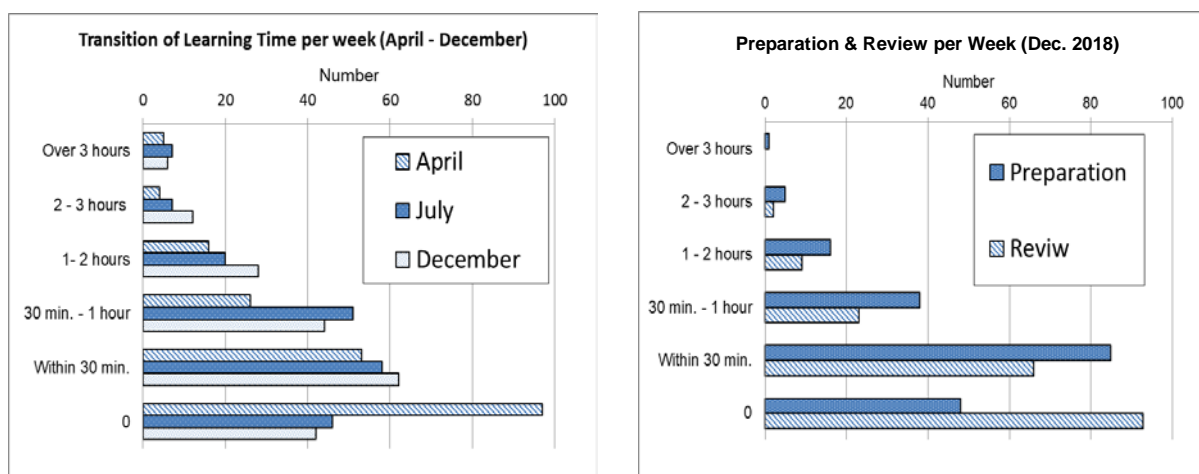 Transition of Learning Time per week (April - December)
Number
0 20 40 60 80 100
Over 3 hours
2 - 3 hours
1- 2 hours
30 min. - 1 hour
Within 30 min.
0
April
July
December
Preparation & Review per Week (Dec. 2018)
Number
0 20 40 60 80 100
Over 3 hours
2 - 3 hours
1 - 2 hours
30 min. - 1 hour
Within 30 min.
0
Preparation
Reviw